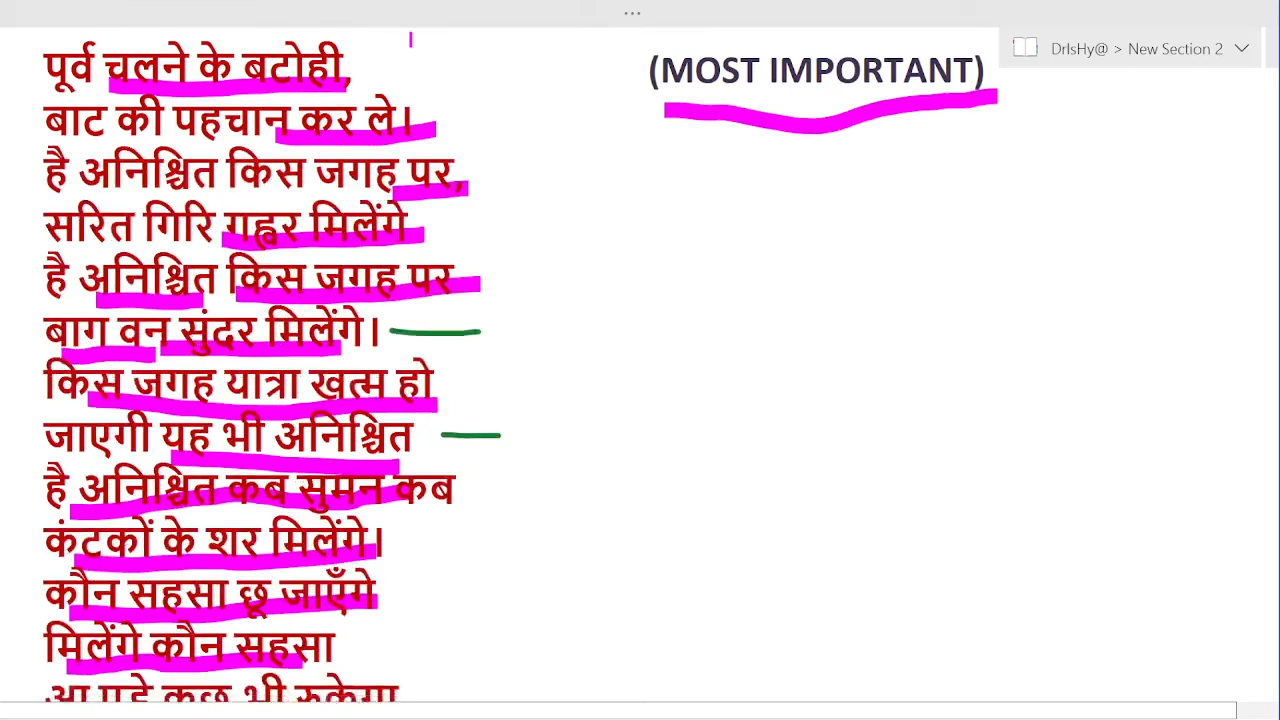 ...
DrIsHy@ > New Section 2
पूर्व चलने के बटोही,
(MOST IMPORTANT)
बाट की पहचान कर ले।
है अनिश्चित किस जगह पर,
सरित गिरि गह्वर मिलेंगे
है अनिश्चित किस जगह पर
बाग वन सुंदर मिलेंगे।
किस जगह यात्रा खत्म हो
जाएगी यह भी अनिश्चित
है अनिश्चित कब सुमन कब
कंटकों के शर मिलेंगे।
कौन सहसा छू जाएँगे
मिलेंगे कौन सहसा
आ पड़े कुछ भी रुकेगा